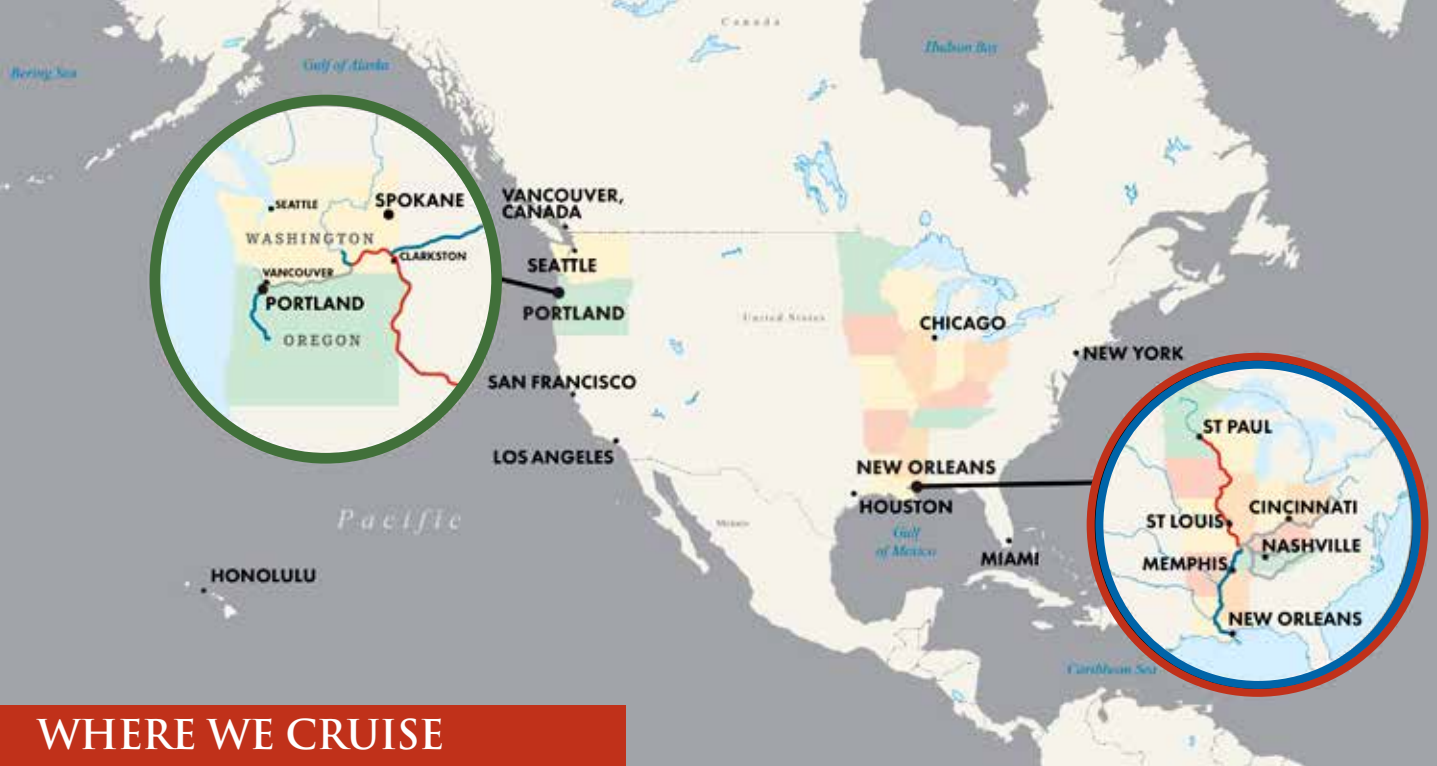 Canada
Hudson Bay
Bering Sea
Gulf of Alaska
SEATTLE
SPOKANE
WASHINGTON
CLARKSTON
VANCOUVER
PORTLAND
OREGON
VANCOUVER,
CANADA
SEATTLE
PORTLAND
United States
CHICAGO
NEW YORK
SAN FRANCISCO
LOS ANGELES
NEW ORLEANS
HOUSTON
Gulf
of Mexico
MIAMI
Mexico
Pacific
HONOLULU
ST PAUL
ST LOUIS
CINCINNATI
NASHVILLE
MEMPHIS
NEW ORLEANS
Caribbean Sea
WHERE WE CRUISE